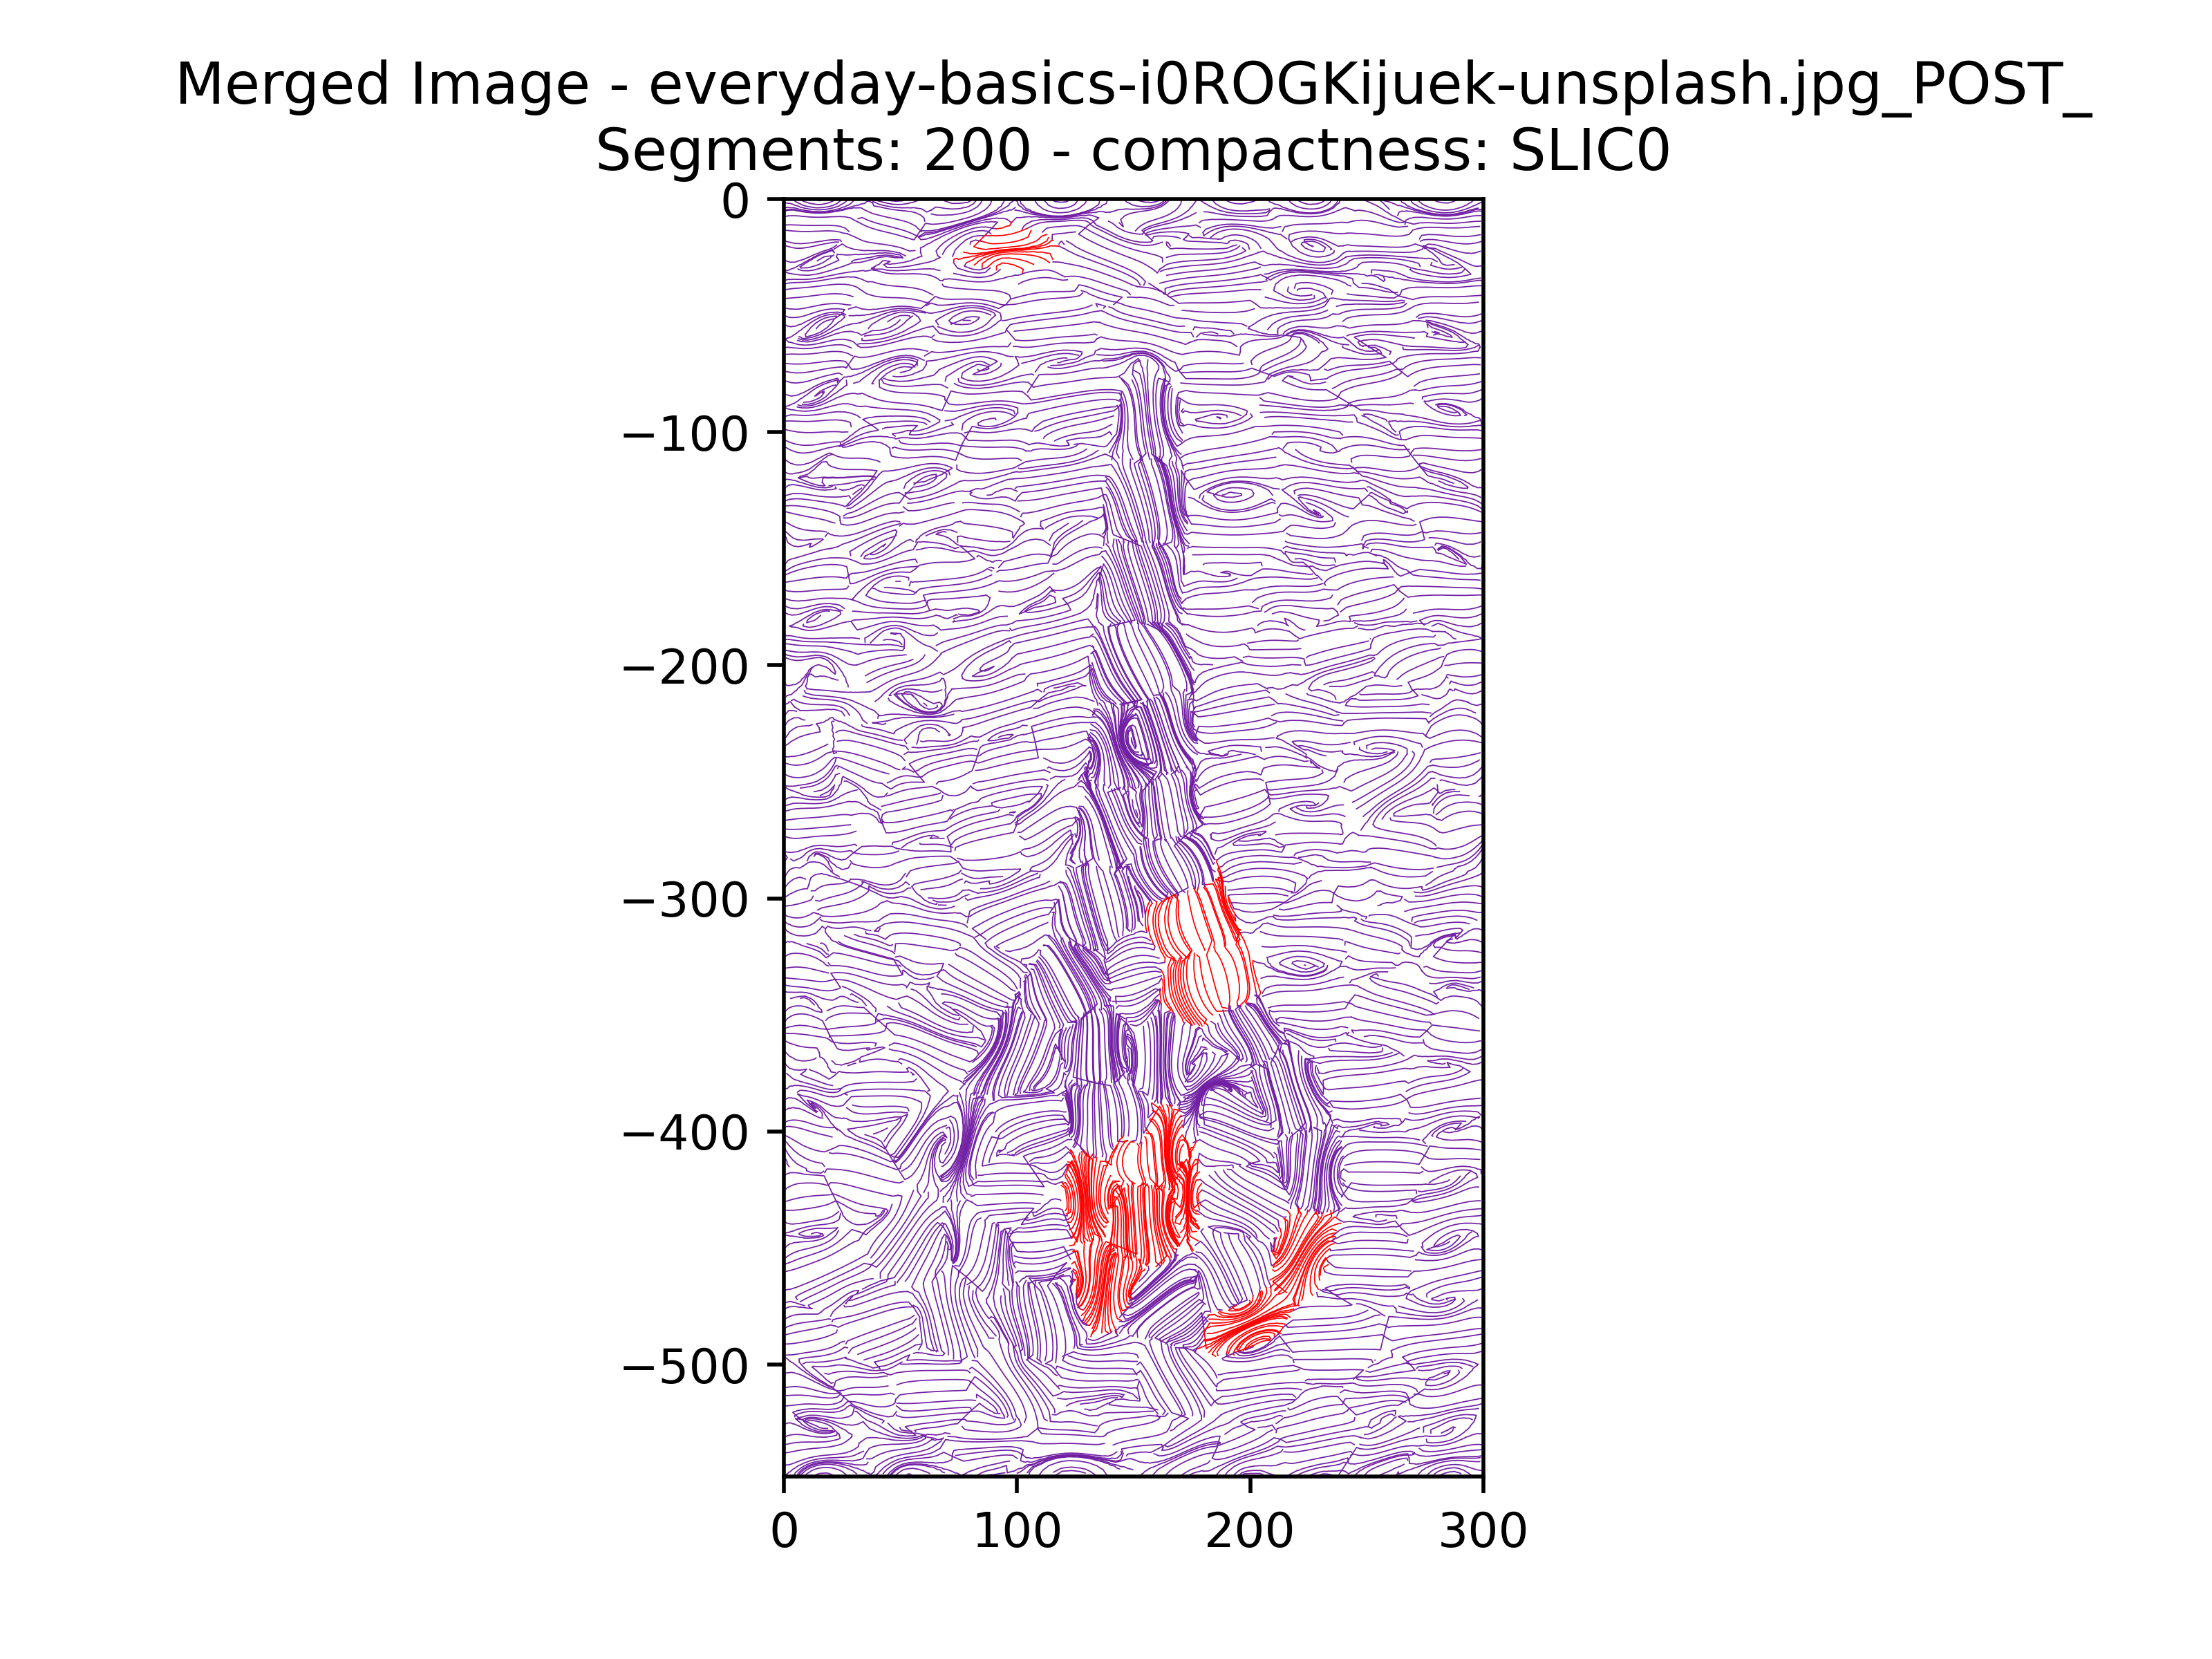 Merged Image - everyday-basics-i0ROGKijuek-unsplash.jpg_POST_
Segments: 200 - compactness: SLIC0
0
−100
−200
−300
−400
−500
0 100 200 300